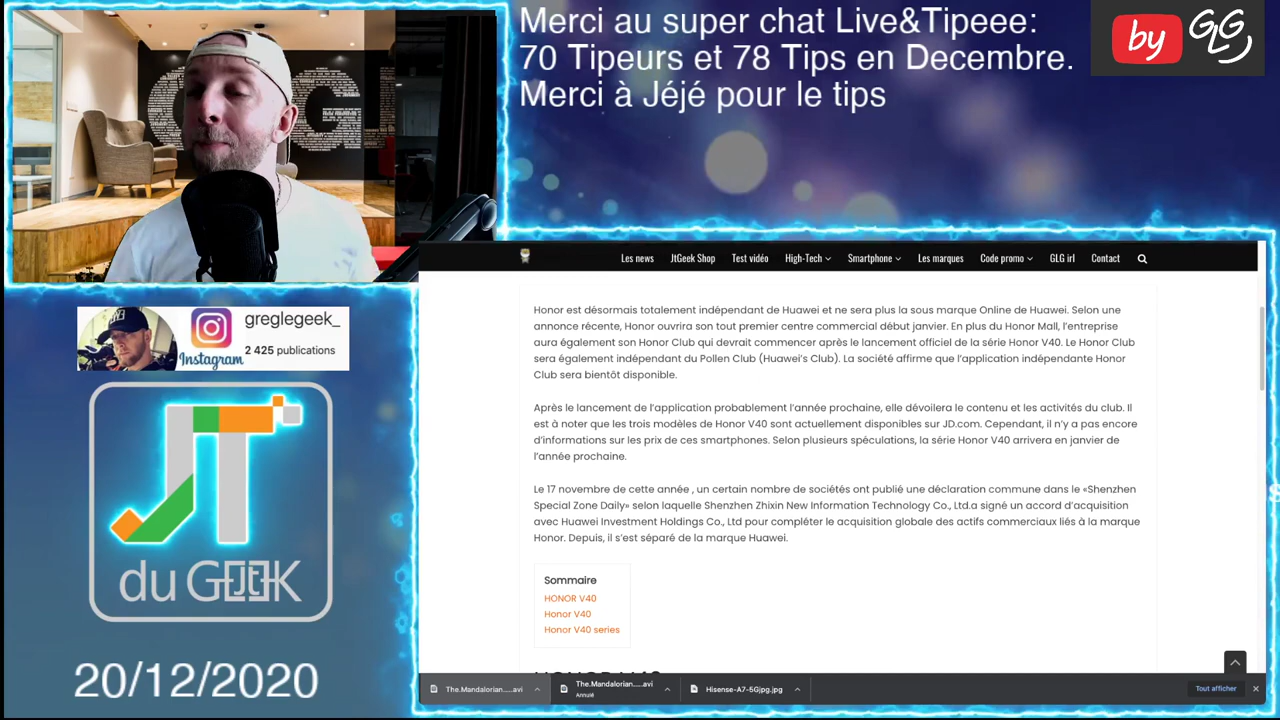 Merci au super chat Live&Tipeee:
70 Tipeurs et 78 Tips en Decembre.
Merci à Jéjé pour le tips
by GLG
Les news JtGeek Shop Test vidéo High-Tech Smartphone Les marques Code promo GLG irl Contact
Honor est désormais totalement indépendant de Huawei et ne sera plus la sous marque Online de Huawei. Selon une
annonce récente, Honor ouvrira son tout premier centre commercial début janvier. En plus du Honor Mall, l'entreprise
aura également son Honor Club qui devrait commencer après le lancement officiel de la série Honor V40. Le Honor Club
sera également indépendant du Pollen Club (Huawei's Club). La société affirme que l'application indépendante Honor
Club sera bientôt disponible.
Après le lancement de l'application probablement l'année prochaine, elle dévoilera le contenu et les activités du club. Il
est à noter que les trois modèles de Honor V40 sont actuellement disponibles sur JD.com. Cependant, il n'y a pas encore
d'informations sur les prix de ces smartphones. Selon plusieurs spéculations, la série Honor V40 arrivera en janvier de
l'année prochaine.
Le 17 novembre de cette année , un certain nombre de sociétés ont publié une déclaration commune dans le «Shenzhen
Special Zone Daily» selon laquelle Shenzhen Zhixin New Information Technology Co., Ltd.a signé un accord d'acquisition
avec Huawei Investment Holdings Co., Ltd pour compléter le acquisition globale des actifs commerciaux liés à la marque
Honor. Depuis, il s'est séparé de la marque Huawei.
Sommaire
HONOR V40
Honor V40
Honor V40 series
HONOR V40
greglegeek_
2 425 publications
Instagram
JT
du GEEK
20/12/2020
The.Mandalorian......avi
The.Mandalorian......avi
Annulé
Hisense-A7-5Gjpg.jpg
Tout afficher